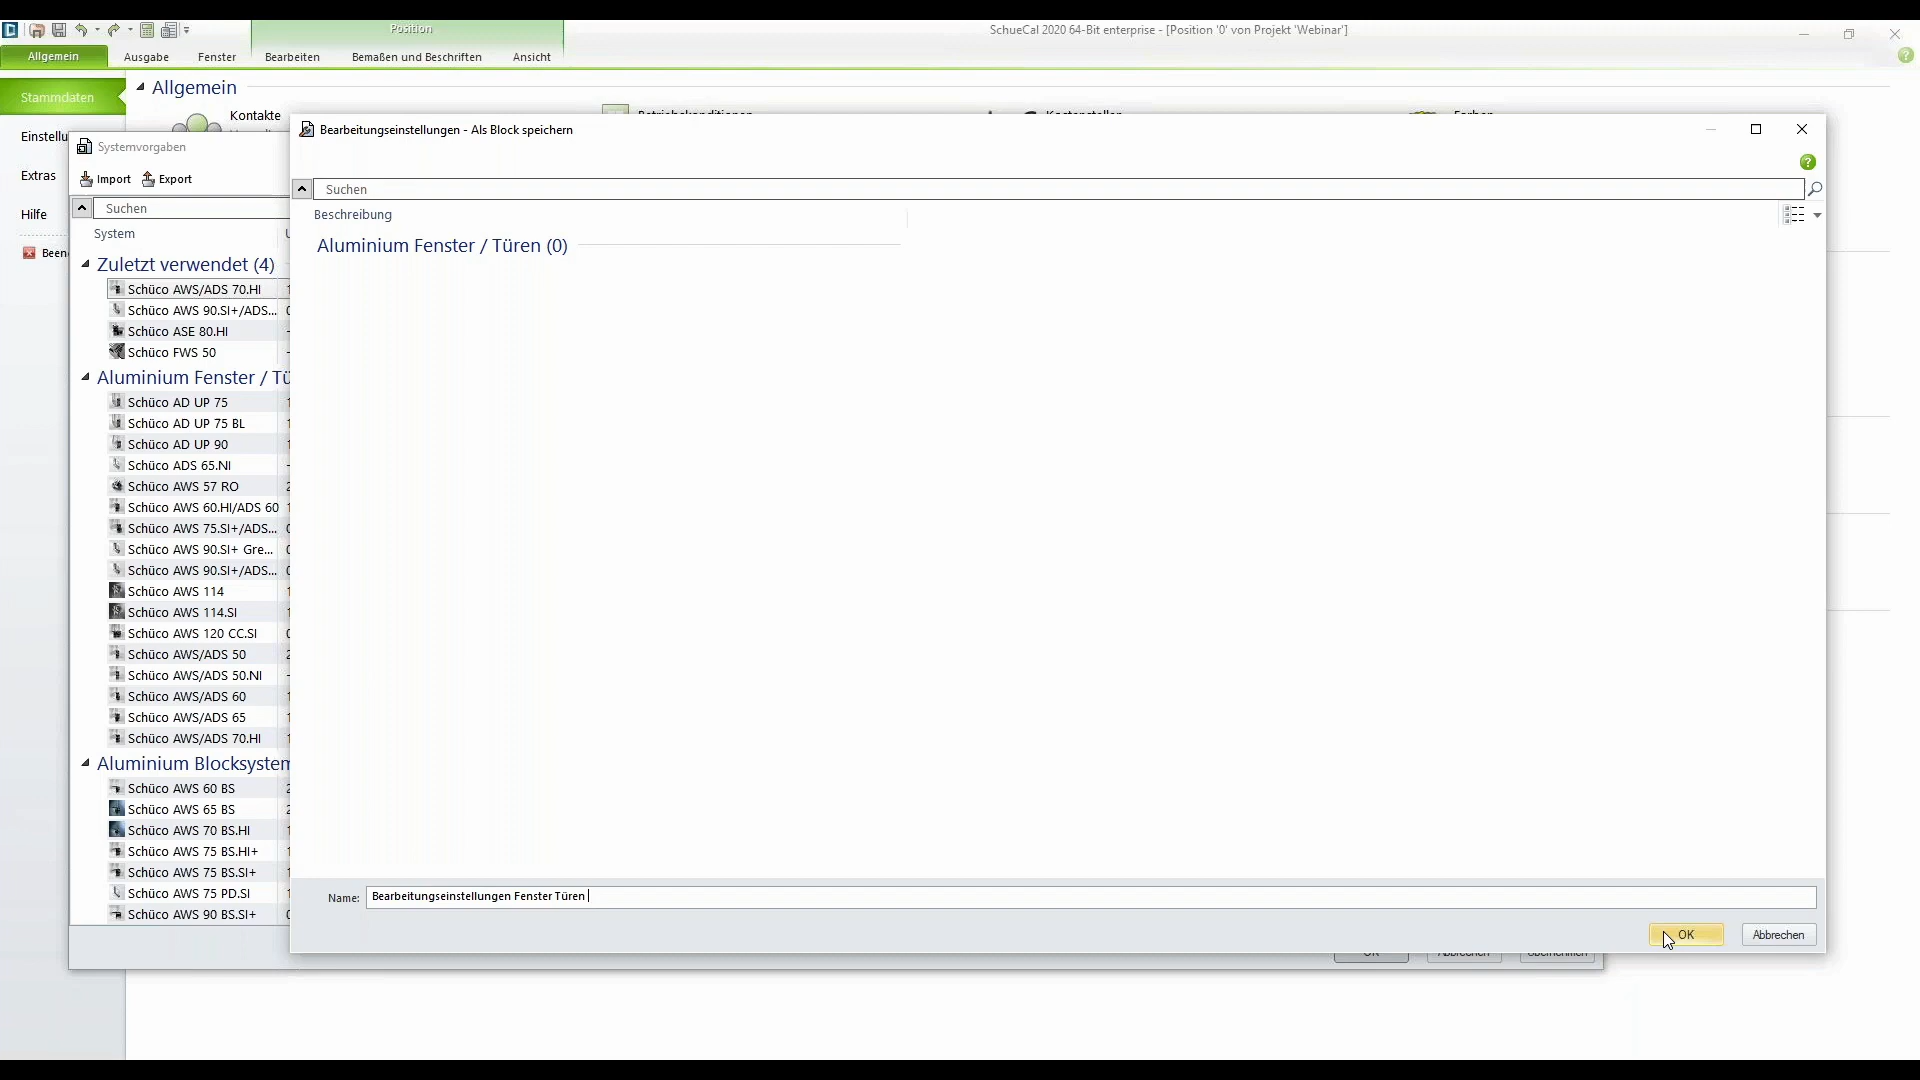 Position
SchueCal 2020 64-Bit enterprise - [Position '0' von Projekt 'Webinar']
Allgemein
Ausgabe
Fenster
Bearbeiten
Bemaßen und Beschriften
Ansicht
Stammdaten
Allgemein
Kontakte
Betriebskonditionen
Kostenstellen
Farben
Einstellu
Extras
Hilfe
Been
Systemvorgaben
Import
Export
Suchen
System
Zuletzt verwendet (4)
Schüco AWS/ADS 70.HI
Schüco AWS 90.SI+/ADS...
Schüco ASE 80.HI
Schüco FWS 50
Aluminium Fenster / Tü
Schüco AD UP 75
Schüco AD UP 75 BL
Schüco AD UP 90
Schüco ADS 65.NI
Schüco AWS 57 RO
Schüco AWS 60.HI/ADS 60
Schüco AWS 75.SI+/ADS...
Schüco AWS 90.SI+ Gre...
Schüco AWS 90.SI+/ADS...
Schüco AWS 114
Schüco AWS 114.SI
Schüco AWS 120 CC.SI
Schüco AWS/ADS 50
Schüco AWS/ADS 50.NI
Schüco AWS/ADS 60
Schüco AWS/ADS 65
Schüco AWS/ADS 70.HI
Aluminium Blocksystem
Schüco AWS 60 BS
Schüco AWS 65 BS
Schüco AWS 70 BS.HI
Schüco AWS 75 BS.HI+
Schüco AWS 75 BS.SI+
Schüco AWS 75 PD.SI
Schüco AWS 90 BS.SI+
Bearbeitungseinstellungen - Als Block speichern
Suchen
Beschreibung
Aluminium Fenster / Türen (0)
Name: Bearbeitungseinstellungen Fenster Türen
OK
Abbrechen
OK
Abbrechen
Übernehmen